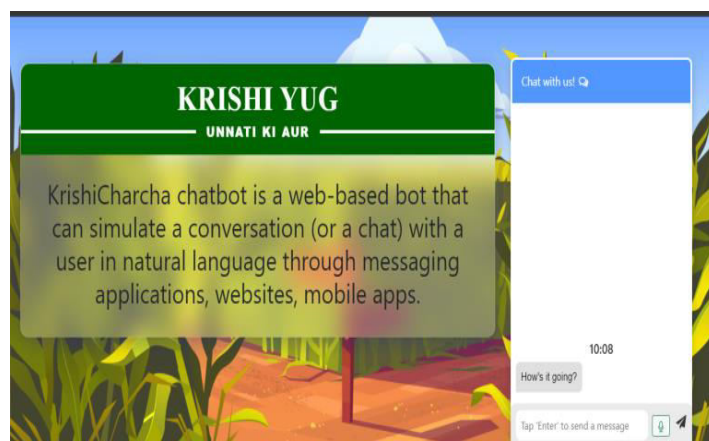 KRISHI YUG
UNNATI KI AUR
KrishiCharcha chatbot is a web-based bot that
can simulate a conversation (or a chat) with a
user in natural language through messaging
applications, websites, mobile apps.
Chat with us!
10:08
How's it going?
Tap 'Enter' to send a message